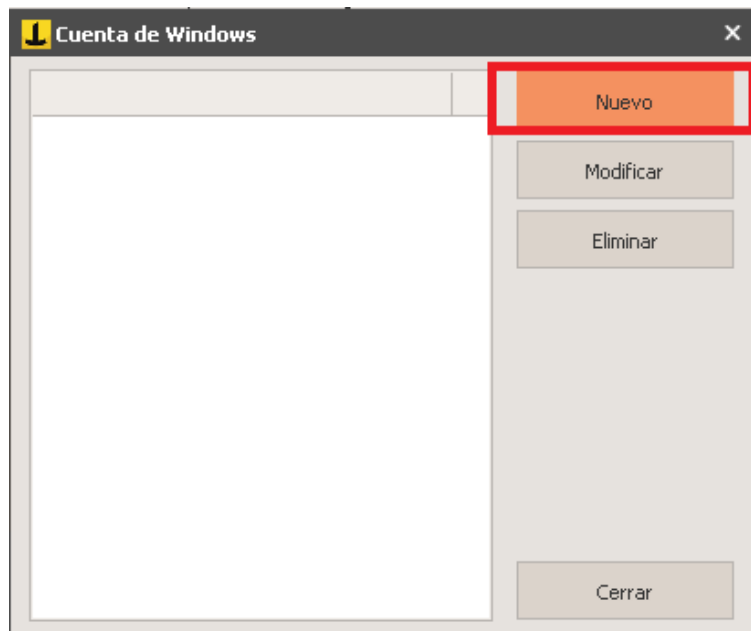 Cuenta de Windows
Nuevo
Modificar
Eliminar
Cerrar